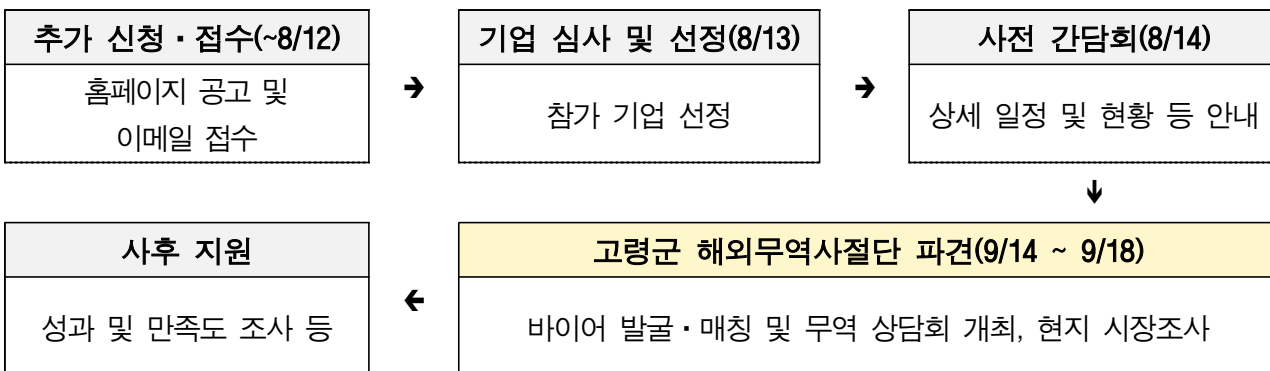 추가 신청·접수(~8/12)
홈페이지 공고 및
이메일 접수
➔
기업 심사 및 선정(8/13)
참가 기업 선정
➔
사전 간담회(8/14)
상세 일정 및 현황 등 안내
🡻
고령군 해외무역사절단 파견(9/14 ~ 9/18)
바이어 발굴·매칭 및 무역 상담회 개최, 현지 시장조사
🡸
사후 지원
성과 및 만족도 조사 등